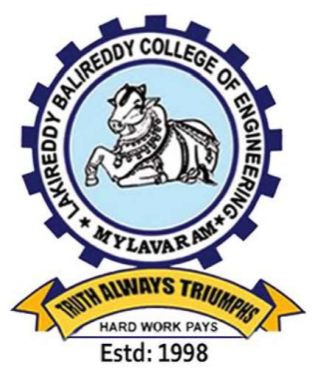 LAKIREDDY BALIREDDY COLLEGE OF ENGINEERING
★ MYLAVARAM ★
TRUTH ALWAYS TRIUMPHS
HARD WORK PAYS
Estd: 1998